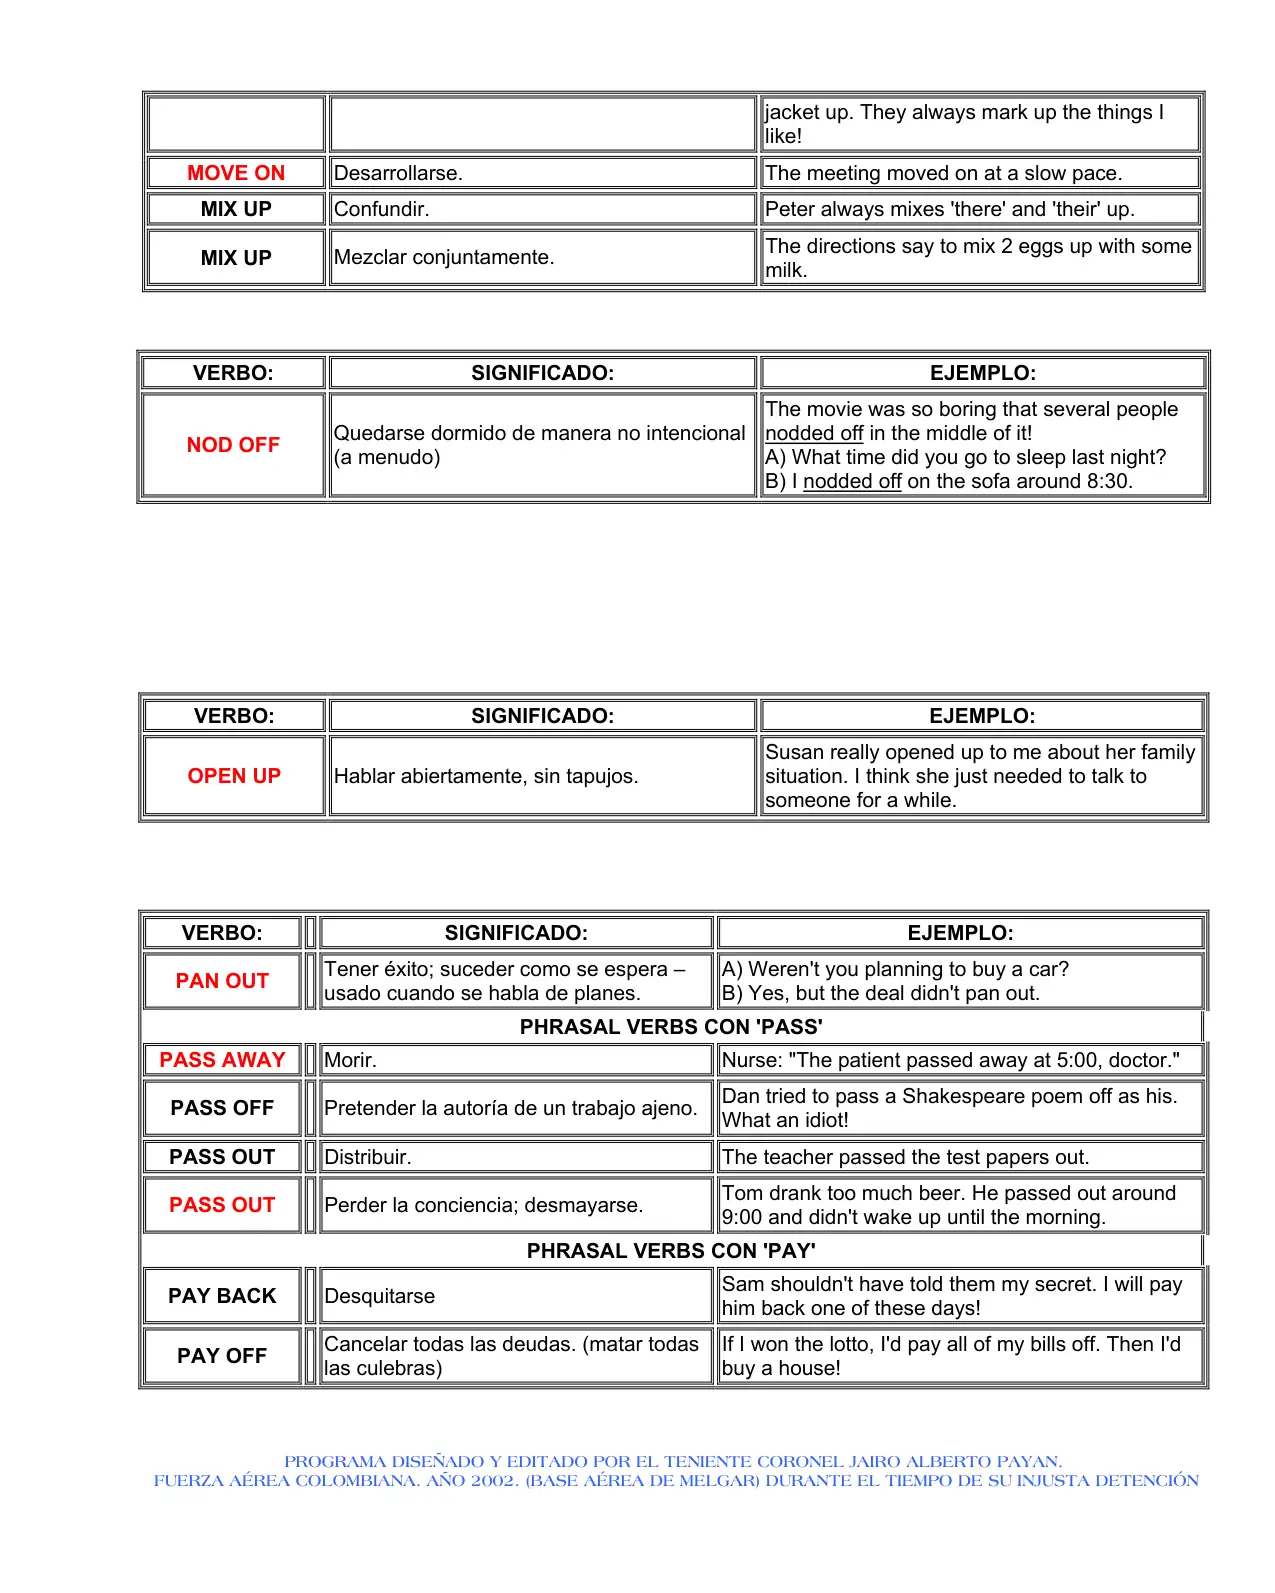 jacket up. They always mark up the things I
like!
MOVE ON Desarrollarse. The meeting moved on at a slow pace.
MIX UP Confundir. Peter always mixes 'there' and 'their' up.
MIX UP Mezclar conjuntamente. The directions say to mix 2 eggs up with some
milk.
VERBO: SIGNIFICADO: EJEMPLO:
NOD OFF
Quedarse dormido de manera no intencional
(a menudo)
The movie was so boring that several people
nodded off in the middle of it!
A) What time did you go to sleep last night?
B) I nodded off on the sofa around 8:30.
VERBO: SIGNIFICADO: EJEMPLO:
OPEN UP Hablar abiertamente, sin tapujos.
Susan really opened up to me about her family
situation. I think she just needed to talk to
someone for a while.
VERBO: SIGNIFICADO: EJEMPLO:
PAN OUT
Tener éxito; suceder como se espera –
usado cuando se habla de planes.
A) Weren't you planning to buy a car?
B) Yes, but the deal didn't pan out.
PHRASAL VERBS CON 'PASS'
PASS AWAY Morir. Nurse: "The patient passed away at 5:00, doctor."
PASS OFF Pretender la autoría de un trabajo ajeno.
Dan tried to pass a Shakespeare poem off as his.
What an idiot!
PASS OUT Distribuir. The teacher passed the test papers out.
PASS OUT Perder la conciencia; desmayarse.
Tom drank too much beer. He passed out around
9:00 and didn't wake up until the morning.
PHRASAL VERBS CON 'PAY'
PAY BACK Desquitarse
Sam shouldn't have told them my secret. I will pay
him back one of these days!
PAY OFF
Cancelar todas las deudas. (matar todas
las culebras)
If I won the lotto, I'd pay all of my bills off. Then I'd
buy a house!
PROGRAMA DISEÑADO Y EDITADO POR EL TENIENTE CORONEL JAIRO ALBERTO PAYAN.
FUERZA AÉREA COLOMBIANA. AÑO 2002. (BASE AÉREA DE MELGAR) DURANTE EL TIEMPO DE SU INJUSTA DETENCIÓN